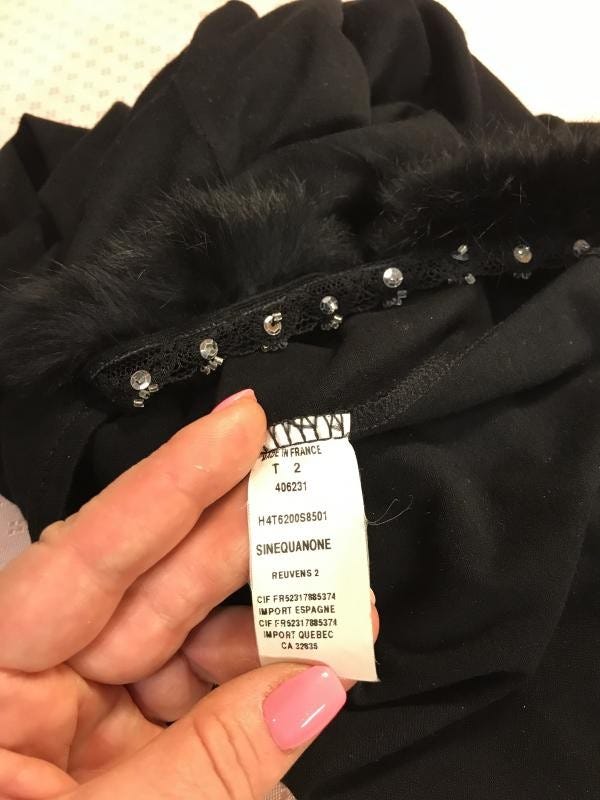 MADE IN FRANCE
T 2
406231
H4T6200S8501
SINEQUANONE
REUVENS 2
CIF FR52317885374
IMPORT ESPAGNE
CIF FR52317885374
IMPORT QUEBEC
CA 32635